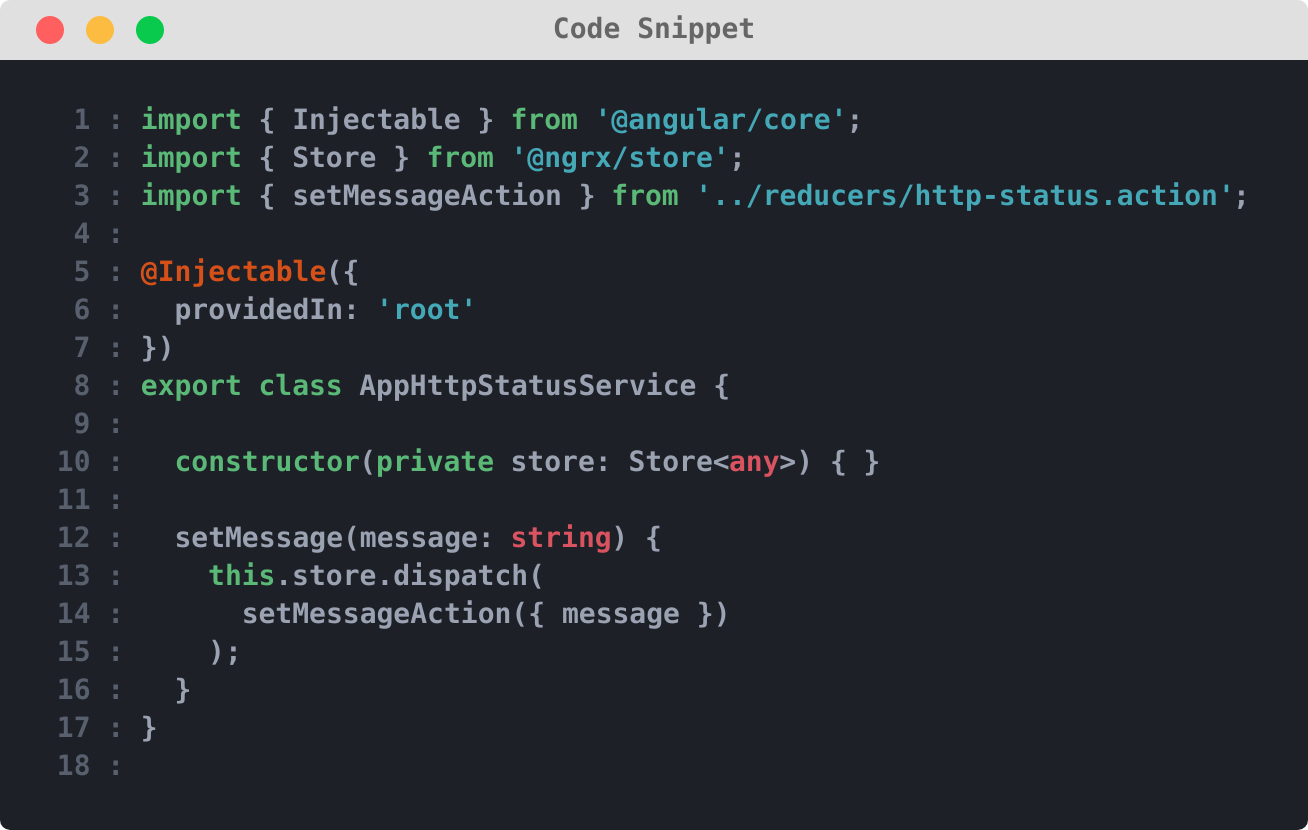 Code Snippet
1 : import { Injectable } from '@angular/core';
2 : import { Store } from '@ngrx/store';
3 : import { setMessageAction } from '../reducers/http-status.action';
4 :
5 : @Injectable({
6 :   providedIn: 'root'
7 : })
8 : export class AppHttpStatusService {
9 :
10 :   constructor(private store: Store<any>) { }
11 :
12 :   setMessage(message: string) {
13 :     this.store.dispatch(
14 :       setMessageAction({ message })
15 :     );
16 :   }
17 : }
18 :